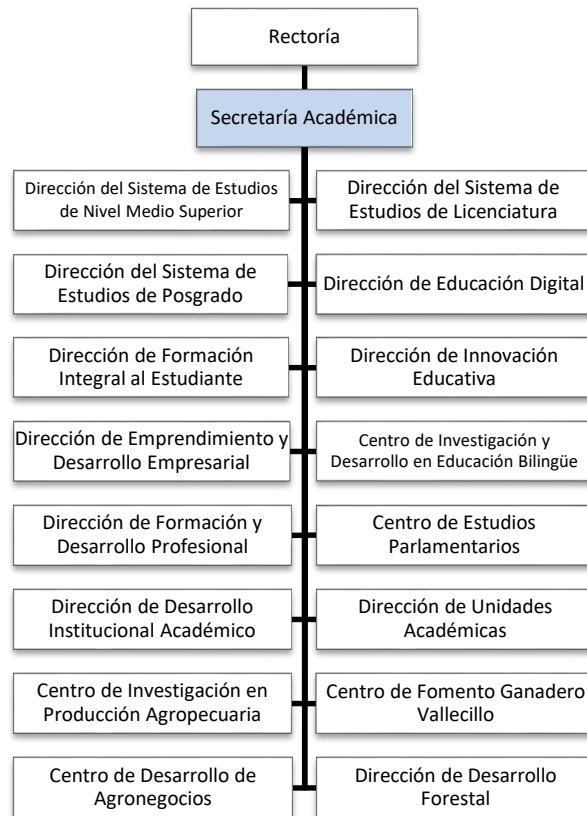 Rectoría
Secretaría Académica
Dirección del Sistema de Estudios
de Nivel Medio Superior
Dirección del Sistema de
Estudios de Licenciatura
Dirección del Sistema de
Estudios de Posgrado
Dirección de Educación Digital
Dirección de Formación
Integral al Estudiante
Dirección de Innovación
Educativa
Dirección de Emprendimiento y
Desarrollo Empresarial
Centro de Investigación y
Desarrollo en Educación Bilingüe
Dirección de Formación y
Desarrollo Profesional
Centro de Estudios
Parlamentarios
Dirección de Desarrollo
Institucional Académico
Dirección de Unidades
Académicas
Centro de Investigación en
Producción Agropecuaria
Centro de Fomento Ganadero
Vallecillo
Centro de Desarrollo de
Agronegocios
Dirección de Desarrollo
Forestal